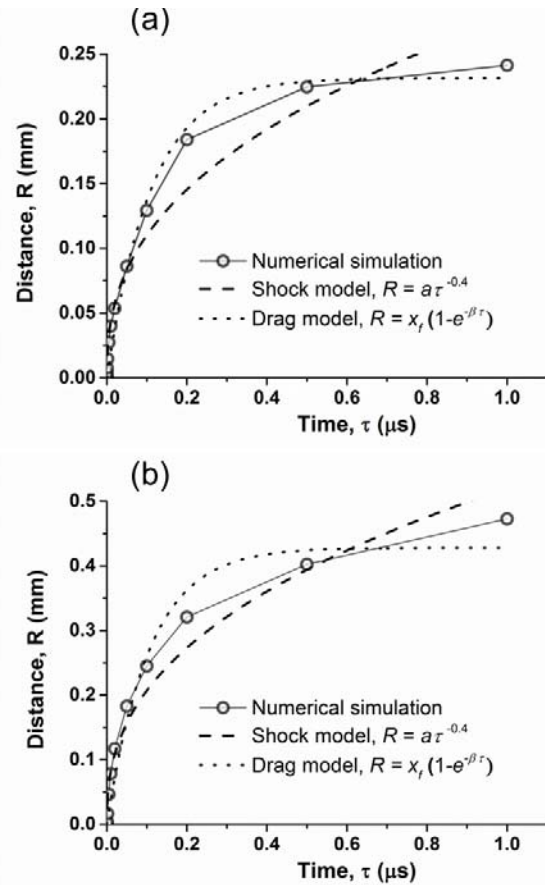 (a)
0.25
0.20
0.15
0.10
0.05
0.00
Distance, R (mm)
Numerical simulation
Shock model, R = aτ^-0.4
Drag model, R = x_f (1-e^-βτ)
0.0 0.2 0.4 0.6 0.8 1.0
Time, τ (μs)
(b)
0.5
0.4
0.3
0.2
0.1
0.0
Distance, R (mm)
Numerical simulation
Shock model, R = aτ^-0.4
Drag model, R = x_f (1-e^-βτ)
0.0 0.2 0.4 0.6 0.8 1.0
Time, τ (μs)